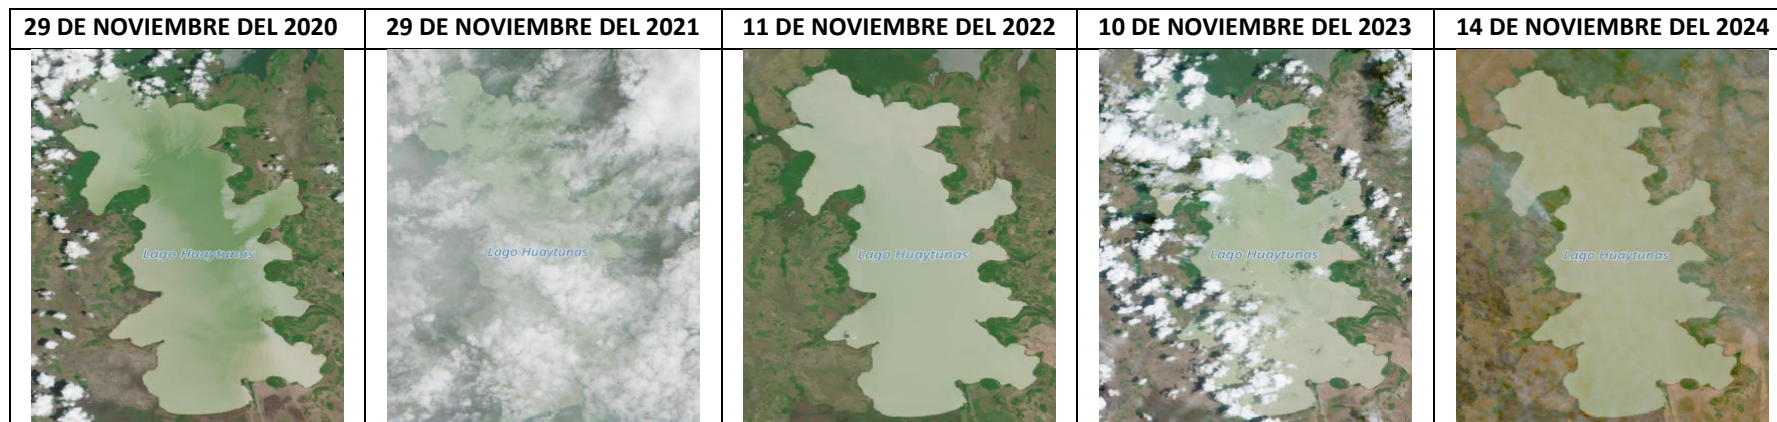 29 DE NOVIEMBRE DEL 2020
29 DE NOVIEMBRE DEL 2021
11 DE NOVIEMBRE DEL 2022
10 DE NOVIEMBRE DEL 2023
14 DE NOVIEMBRE DEL 2024
Lago Huaytunas
Lago Huaytunas
Lago Huaytunas
Lago Huaytunas
Lago Huaytunas